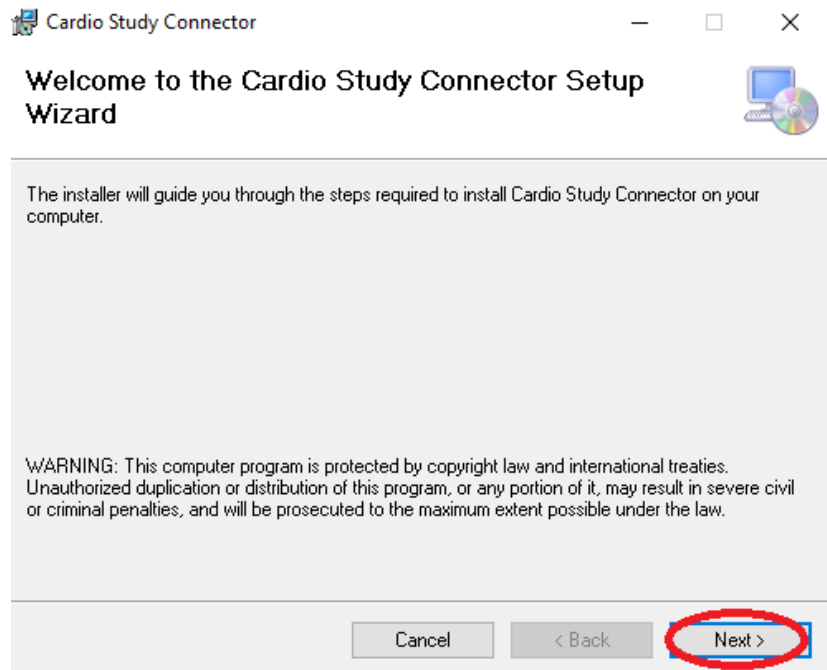 Cardio Study Connector
Welcome to the Cardio Study Connector Setup
Wizard
The installer will guide you through the steps required to install Cardio Study Connector on your
computer.
WARNING: This computer program is protected by copyright law and international treaties.
Unauthorized duplication or distribution of this program, or any portion of it, may result in severe civil
or criminal penalties, and will be prosecuted to the maximum extent possible under the law.
Cancel < Back Next >